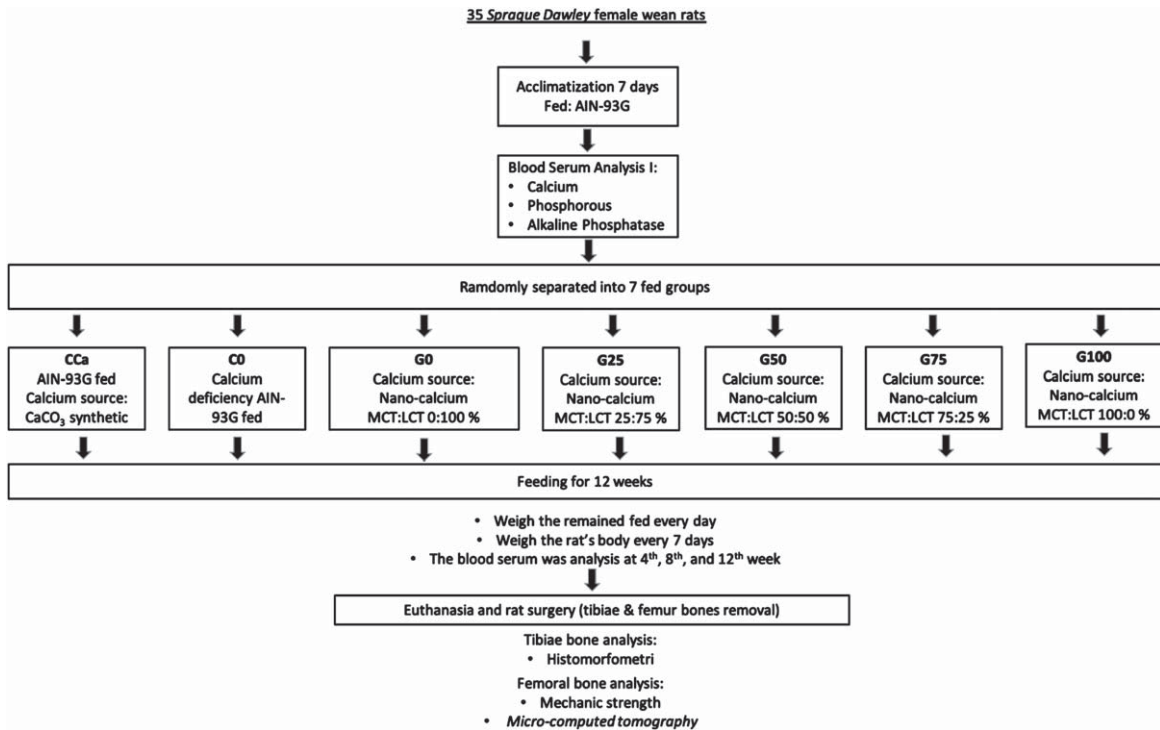 35 Sprague Dawley female wean rats
Acclimatization 7 days
Fed: AIN-93G
Blood Serum Analysis I:
• Calcium
• Phosphorous
• Alkaline Phosphatase
Ramdomly separated into 7 fed groups
CCa
AIN-93G fed
Calcium source:
CaCO₃ synthetic
C0
Calcium
deficiency AIN-
93G fed
G0
Calcium source:
Nano-calcium
MCT:LCT 0:100 %
G25
Calcium source:
Nano-calcium
MCT:LCT 25:75 %
G50
Calcium source:
Nano-calcium
MCT:LCT 50:50 %
G75
Calcium source:
Nano-calcium
MCT:LCT 75:25 %
G100
Calcium source:
Nano-calcium
MCT:LCT 100:0 %
Feeding for 12 weeks
• Weigh the remained fed every day
• Weigh the rat's body every 7 days
• The blood serum was analysis at 4th, 8th, and 12th week
Euthanasia and rat surgery (tibiae & femur bones removal)
Tibiae bone analysis:
• Histomorfometri
Femoral bone analysis:
• Mechanic strength
• Micro-computed tomography